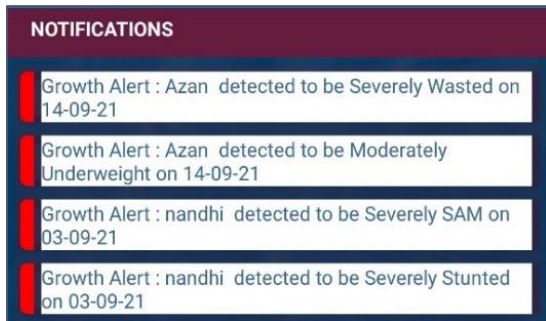 NOTIFICATIONS
Growth Alert : Azan detected to be Severely Wasted on
14-09-21
Growth Alert : Azan detected to be Moderately
Underweight on 14-09-21
Growth Alert : nandhi detected to be Severely SAM on
03-09-21
Growth Alert : nandhi detected to be Severely Stunted
on 03-09-21